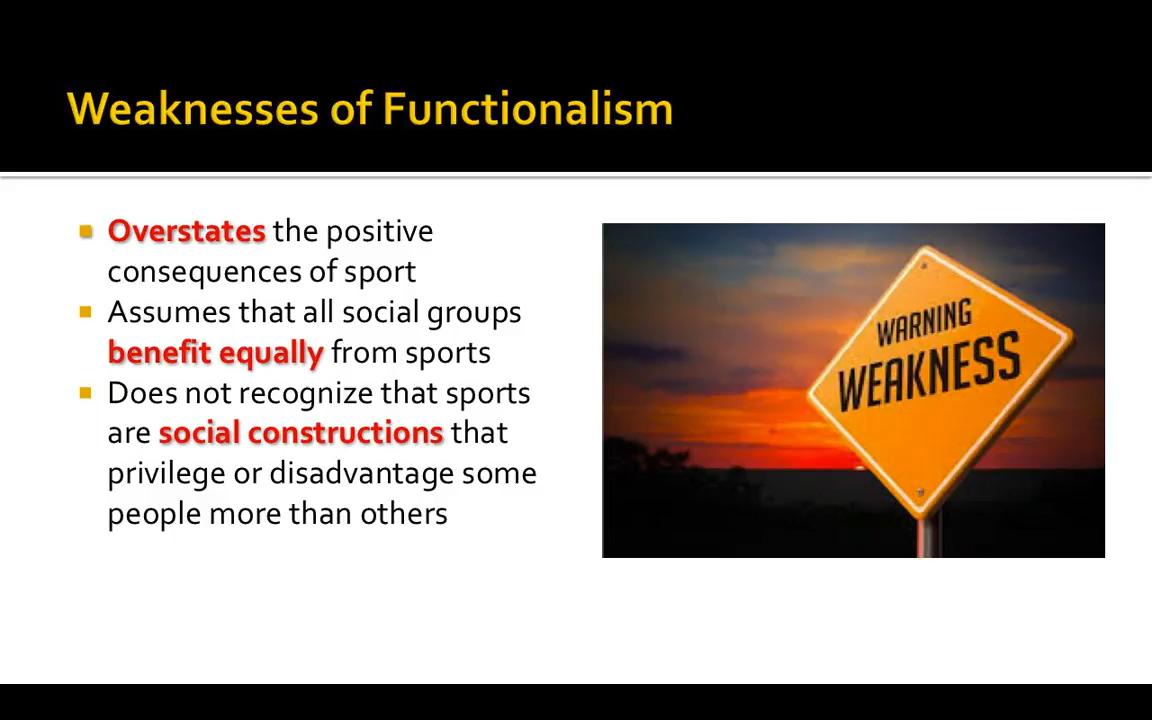 Weaknesses of Functionalism
Overstates the positive
consequences of sport
Assumes that all social groups
benefit equally from sports
Does not recognize that sports
are social constructions that
privilege or disadvantage some
people more than others
WARNING
WEAKNESS